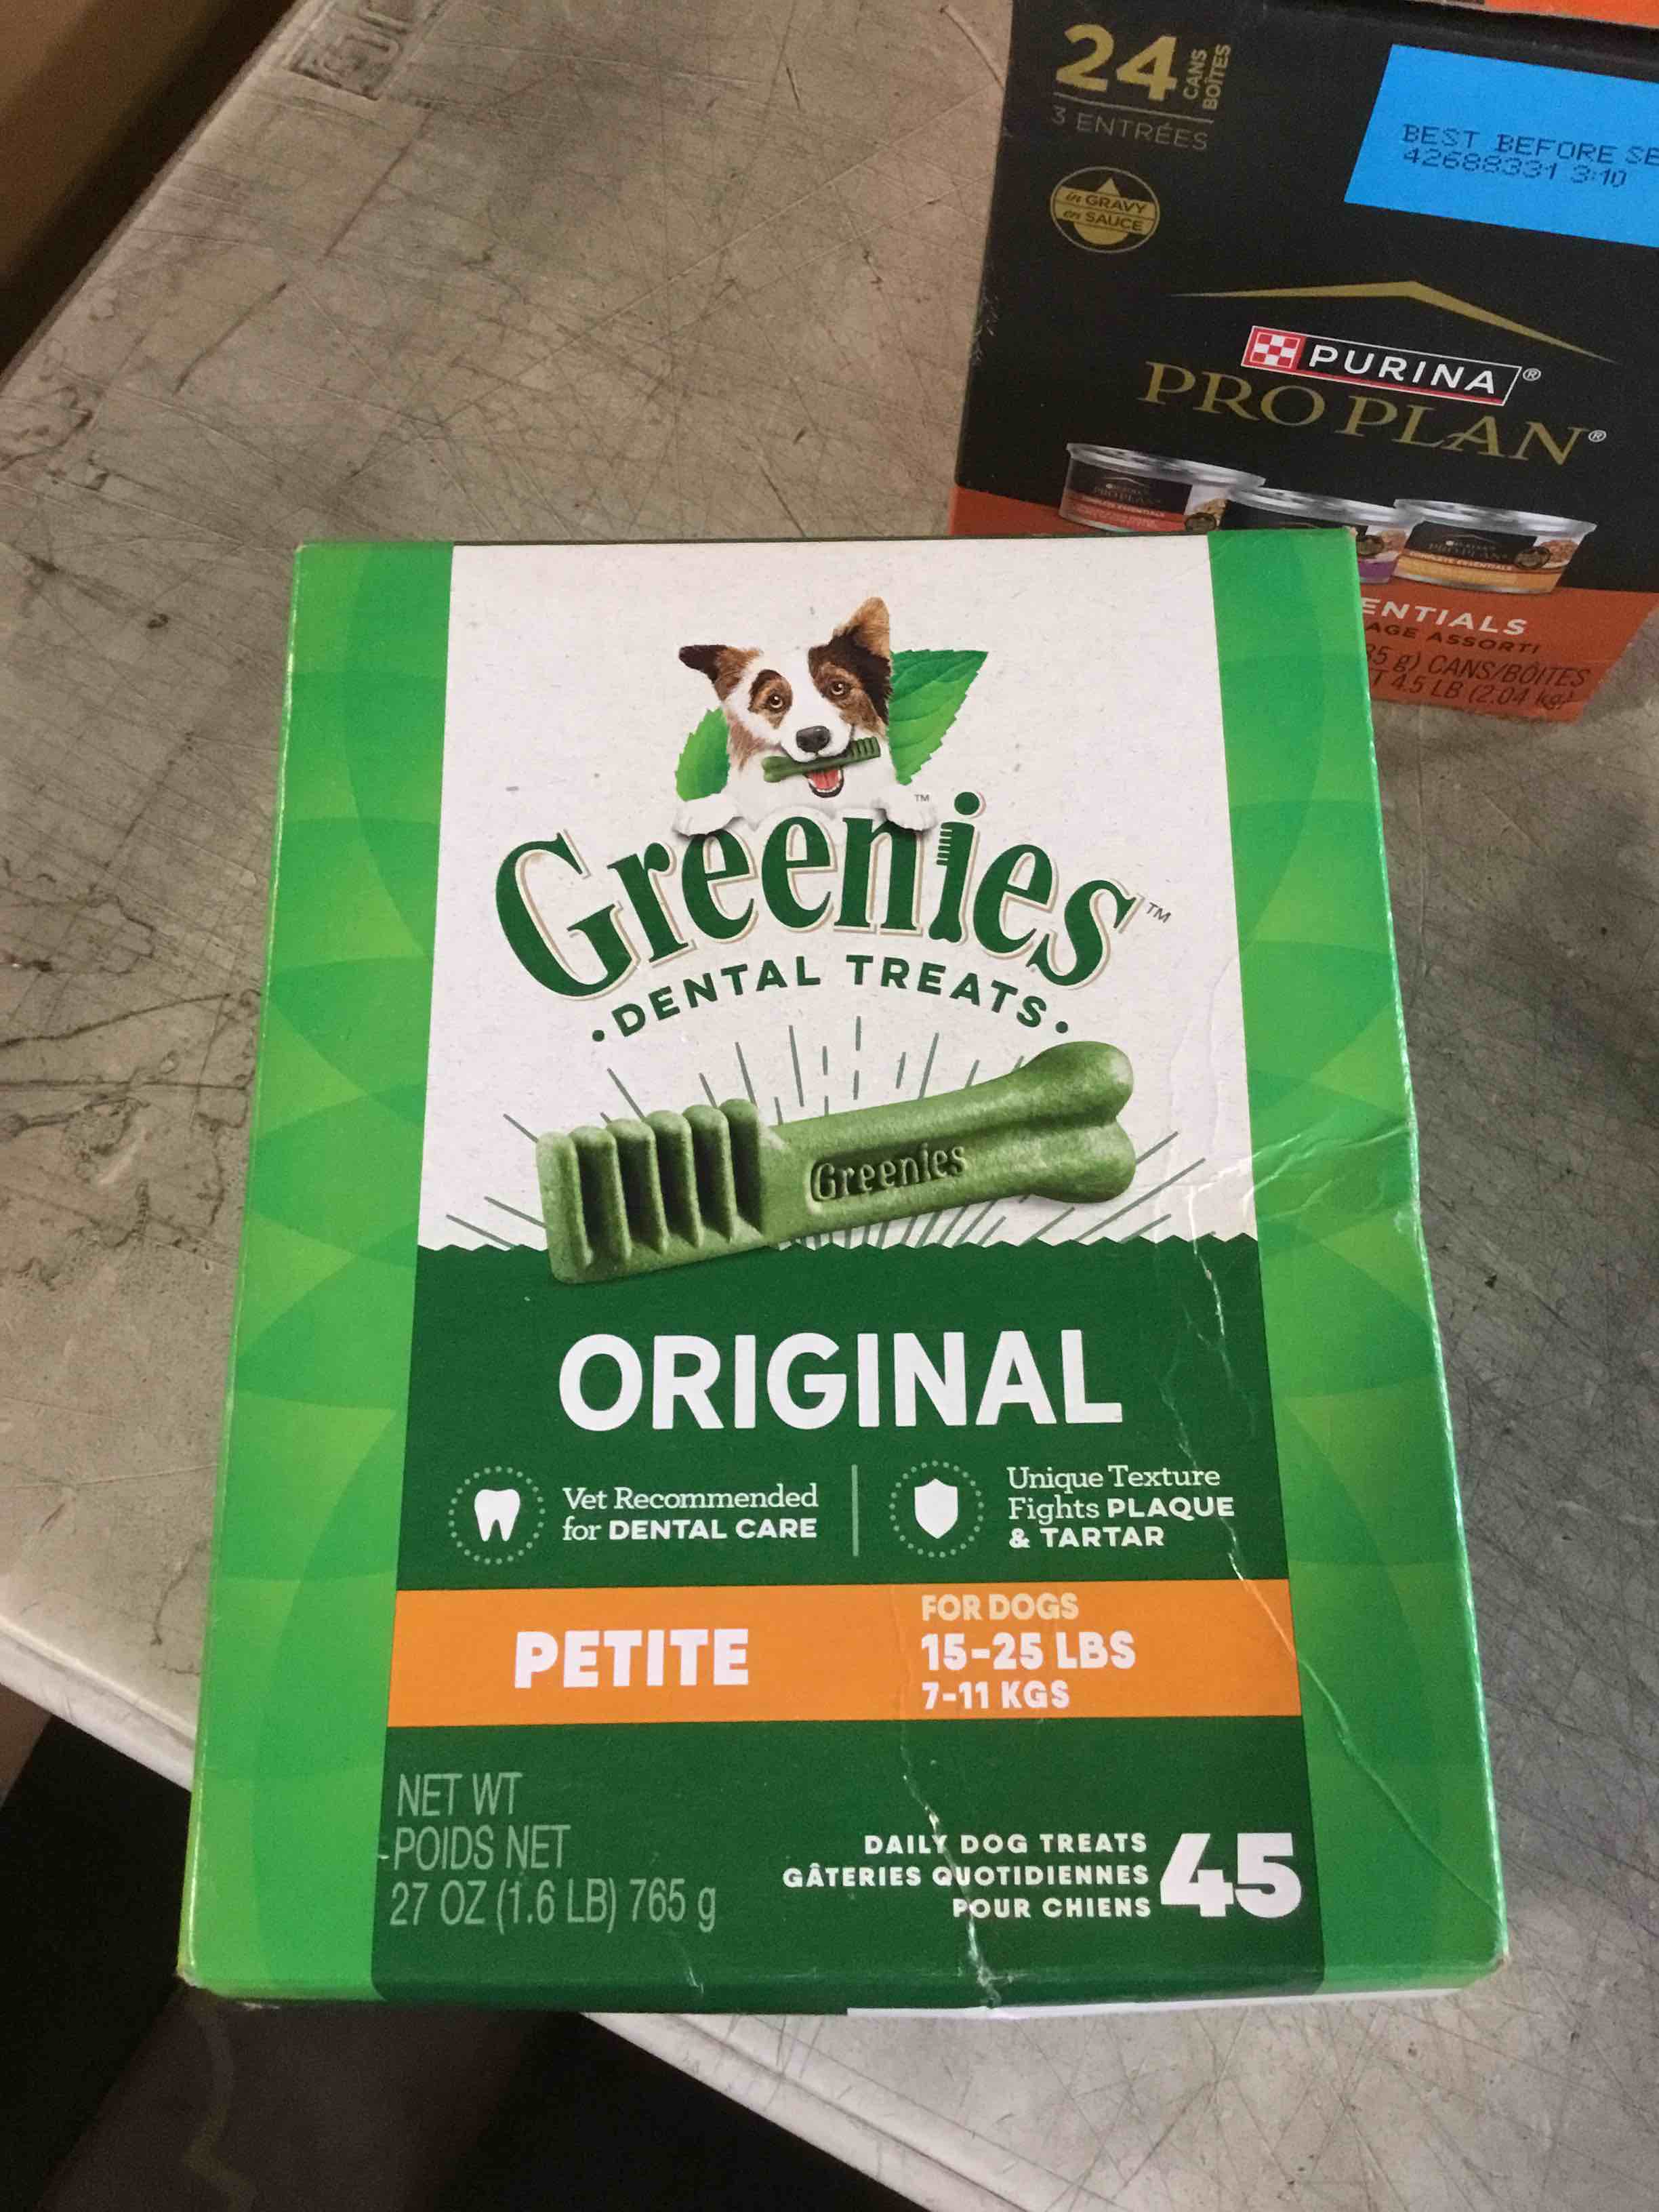 24 CANS
BOÎTES
3 ENTRÉES
in GRAVY
en SAUCE
BEST BEFORE SE
42688331 3:10
PURINA®
PRO PLAN®
ENTIALS
AGE ASSORTI
85 g) CANS/BOÎTES
T 4.5 LB (2.04 kg)
Greenies™
• DENTAL TREATS •
Greenies
ORIGINAL
Vet Recommended
for DENTAL CARE
Unique Texture
Fights PLAQUE
& TARTAR
PETITE
FOR DOGS
15-25 LBS
7-11 KGS
NET WT
POIDS NET
27 OZ (1.6 LB) 765 g
DAILY DOG TREATS
GÂTERIES QUOTIDIENNES
POUR CHIENS
45